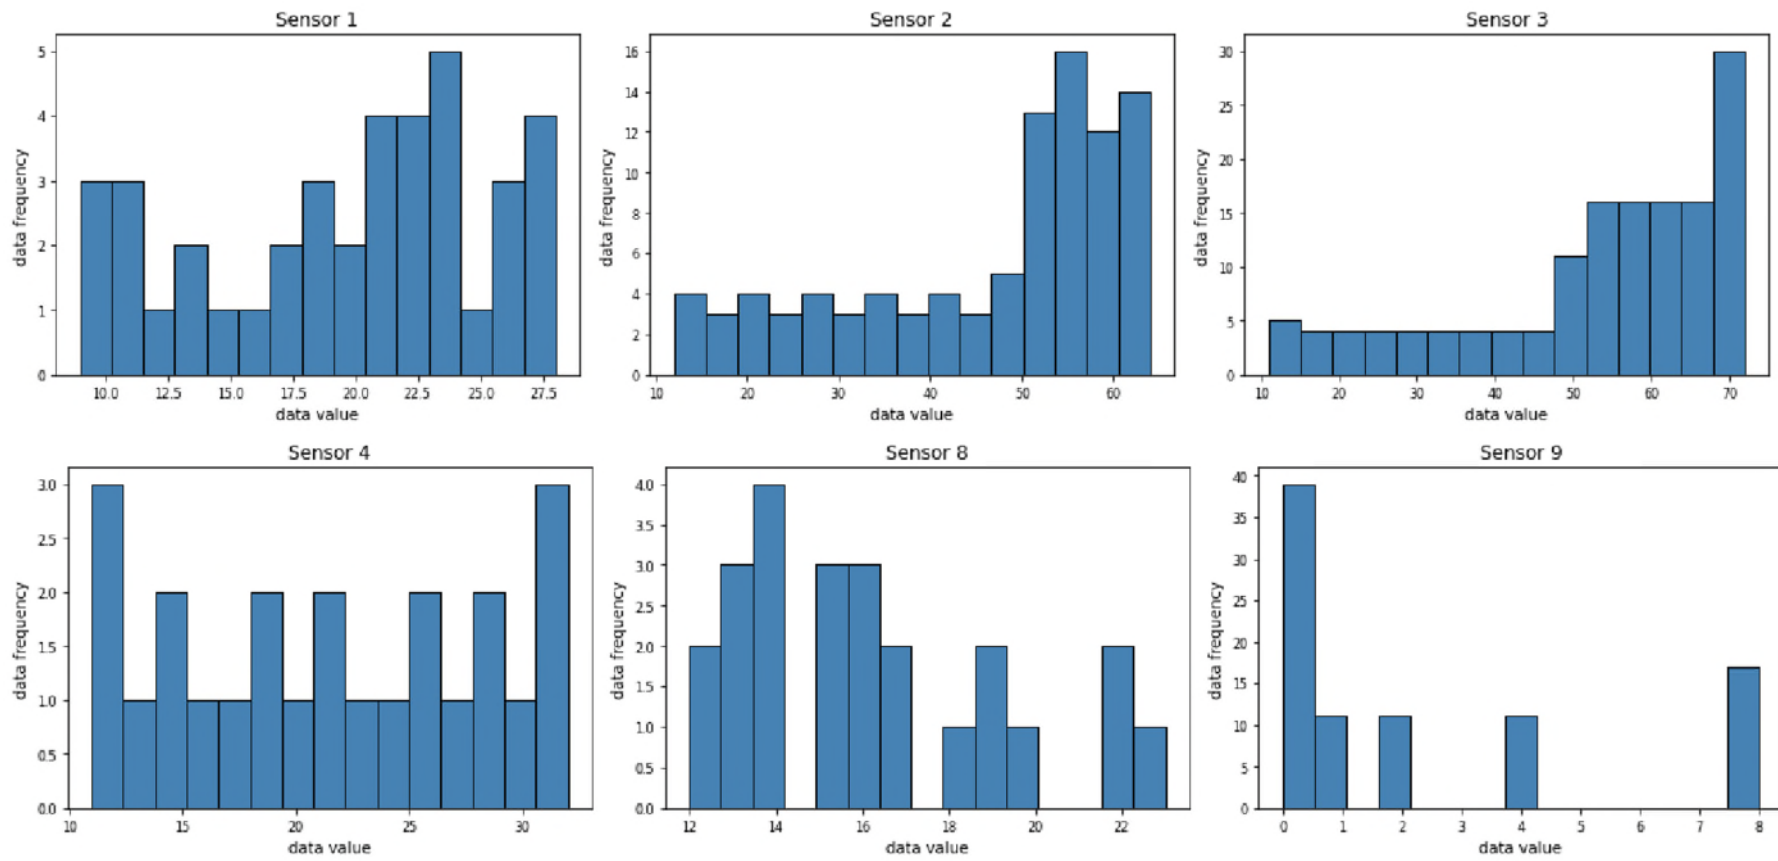 Sensor 1
5
4
3
2
1
0
data frequency
10.0 12.5 15.0 17.5 20.0 22.5 25.0 27.5
data value
Sensor 2
16
14
12
10
8
6
4
2
0
data frequency
10 20 30 40 50 60
data value
Sensor 3
30
25
20
15
10
5
0
data frequency
10 20 30 40 50 60 70
data value
Sensor 4
3.0
2.5
2.0
1.5
1.0
0.5
0.0
data frequency
10 15 20 25 30
data value
Sensor 8
4.0
3.5
3.0
2.5
2.0
1.5
1.0
0.5
0.0
data frequency
12 14 16 18 20 22
data value
Sensor 9
40
35
30
25
20
15
10
5
0
data frequency
0 1 2 3 4 5 6 7 8
data value